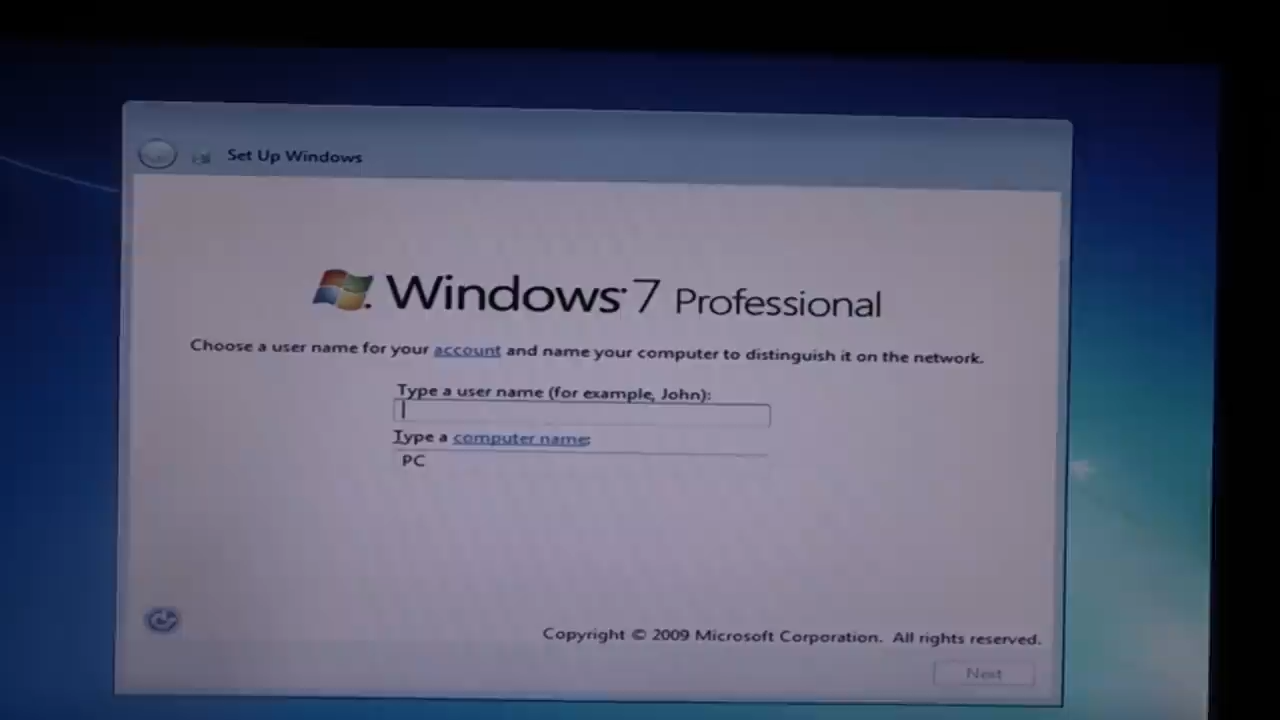 Set Up Windows
Windows 7 Professional
Choose a user name for your account and name your computer to distinguish it on the network.
Type a user name (for example, John):
Type a computer name:
PC
Copyright © 2009 Microsoft Corporation. All rights reserved.
Next